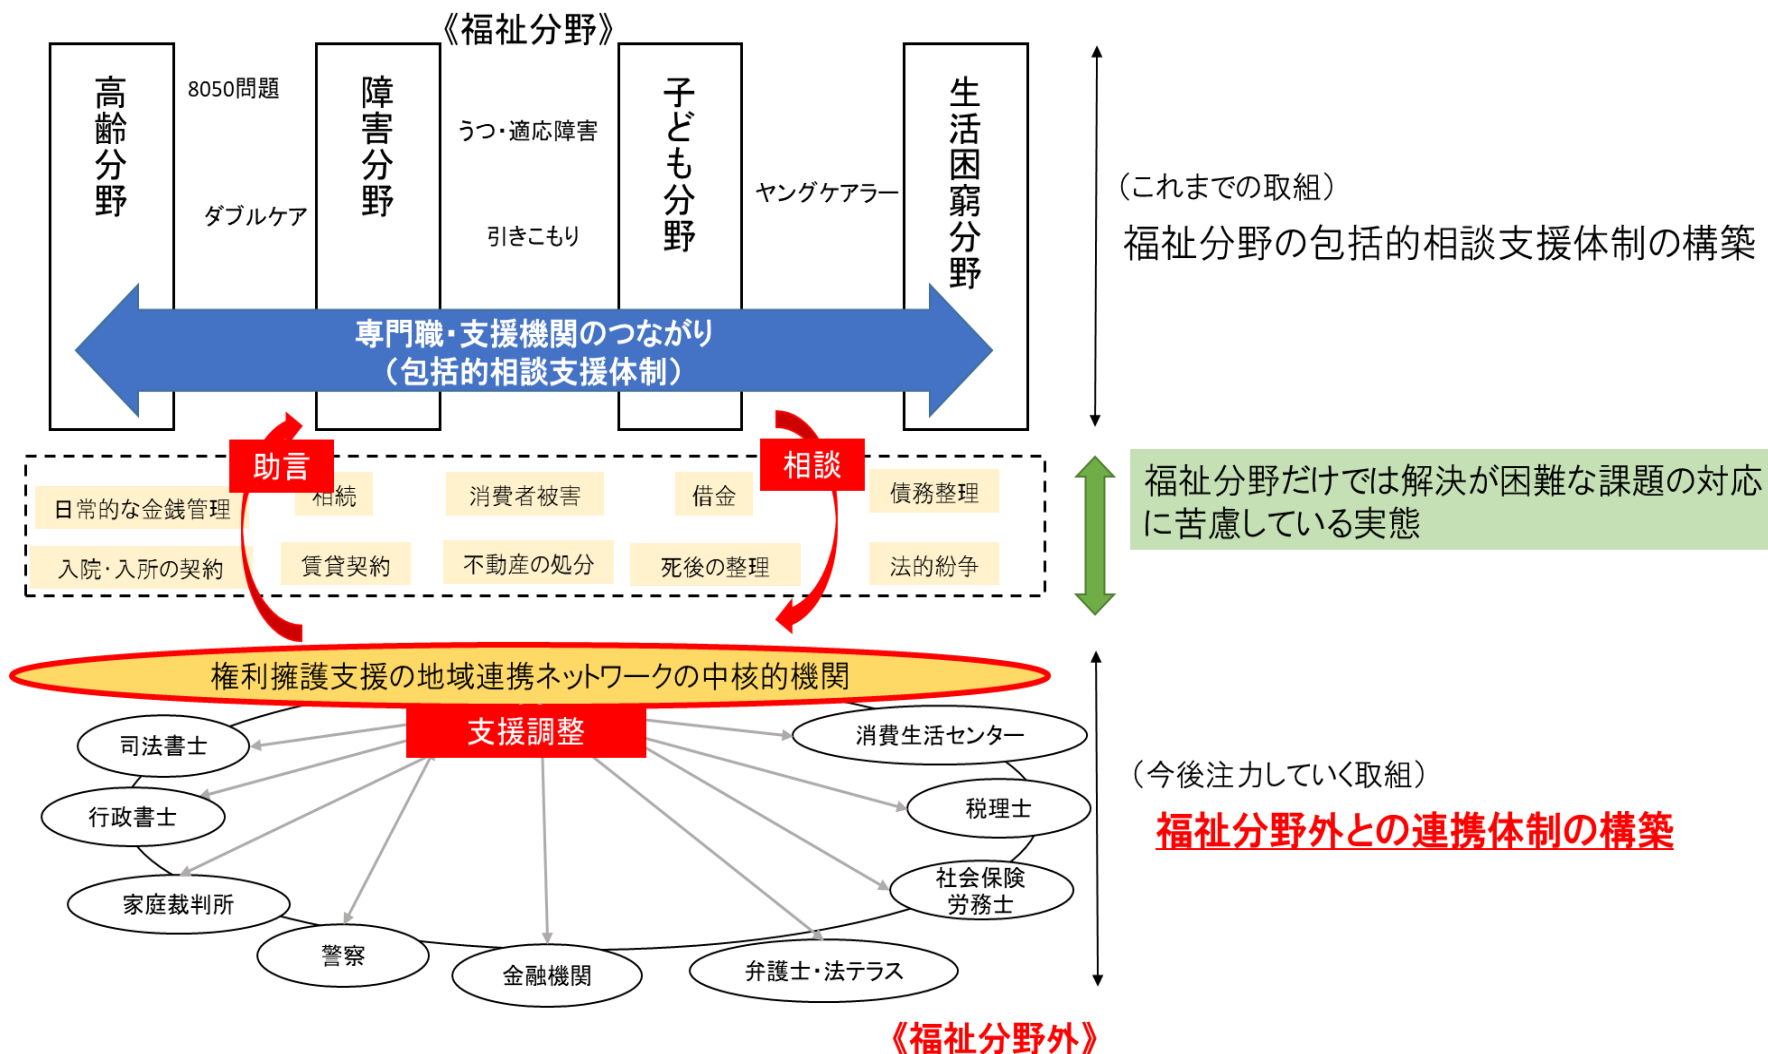 《福祉分野》
高齢分野
8050問題
ダブルケア
障害分野
うつ・適応障害
引きこもり
子ども分野
ヤングケアラー
生活困窮分野
専門職・支援機関のつながり
（包括的相談支援体制）
（これまでの取組）
福祉分野の包括的相談支援体制の構築
助言
相談
日常的な金銭管理
相続
消費者被害
借金
債務整理
入院・入所の契約
賃貸契約
不動産の処分
死後の整理
法的紛争
福祉分野だけでは解決が困難な課題の対応
に苦慮している実態
権利擁護支援の地域連携ネットワークの中核的機関
支援調整
司法書士
行政書士
家庭裁判所
警察
金融機関
弁護士・法テラス
社会保険
労務士
税理士
消費生活センター
（今後注力していく取組）
福祉分野外との連携体制の構築
《福祉分野外》